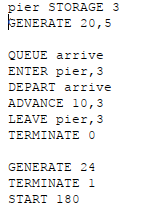 pier STORAGE 3
GENERATE 20,5
QUEUE arrive
ENTER pier,3
DEPART arrive
ADVANCE 10,3
LEAVE pier,3
TERMINATE 0
GENERATE 24
TERMINATE 1
START 180